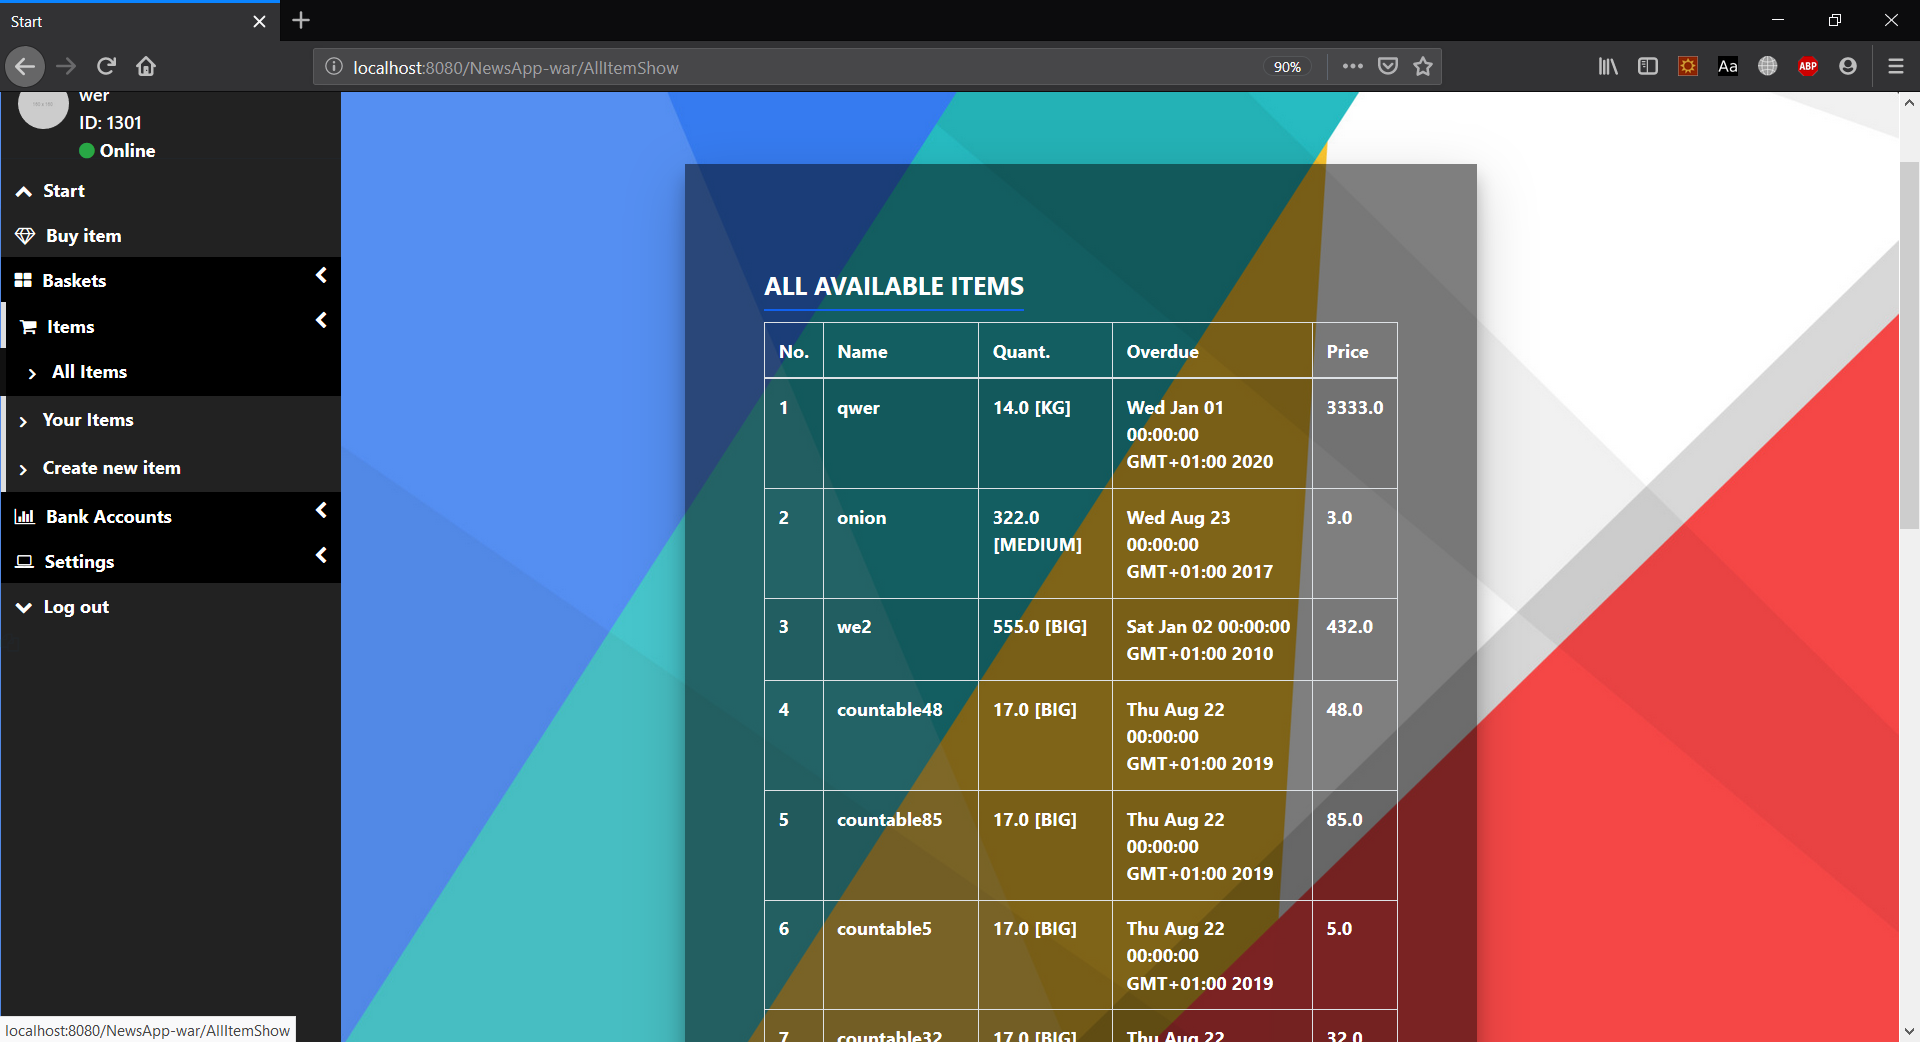 Start
localhost:8080/NewsApp-war/AllItemShow
90%
Aa
ABP
wer
ID: 1301
Online
Start
Buy item
Baskets
Items
All Items
Your Items
Create new item
Bank Accounts
Settings
Log out
ALL AVAILABLE ITEMS
No. Name Quant. Overdue Price
1 qwer 14.0 [KG] Wed Jan 01 00:00:00 GMT+01:00 2020 3333.0
2 onion 322.0 [MEDIUM] Wed Aug 23 00:00:00 GMT+01:00 2017 3.0
3 we2 555.0 [BIG] Sat Jan 02 00:00:00 GMT+01:00 2010 432.0
4 countable48 17.0 [BIG] Thu Aug 22 00:00:00 GMT+01:00 2019 48.0
5 countable85 17.0 [BIG] Thu Aug 22 00:00:00 GMT+01:00 2019 85.0
6 countable5 17.0 [BIG] Thu Aug 22 00:00:00 GMT+01:00 2019 5.0
7 countable32 17.0 [BIG] Thu Aug 22 32.0
localhost:8080/NewsApp-war/AllItemShow